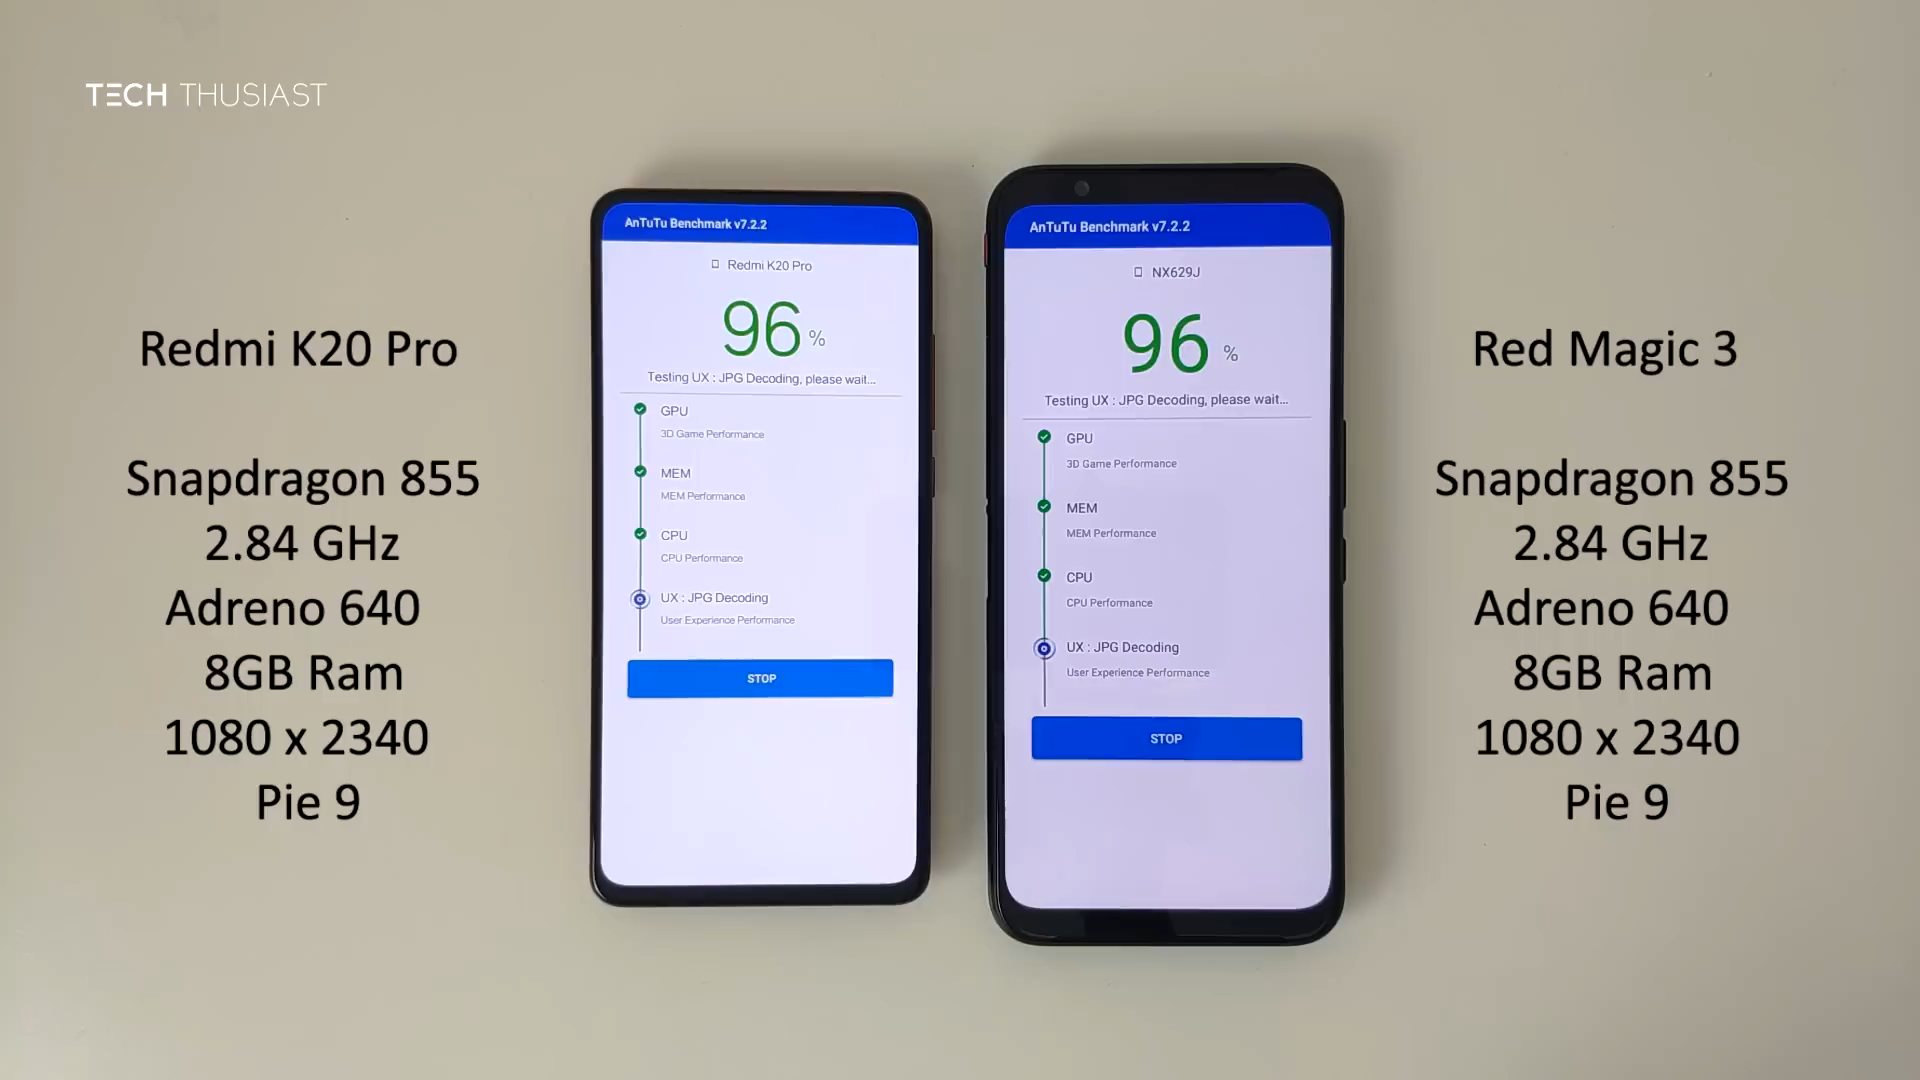 TECH THUSIAST
Redmi K20 Pro
Snapdragon 855
2.84 GHz
Adreno 640
8GB Ram
1080 x 2340
Pie 9
AnTuTu Benchmark v7.2.2
Redmi K20 Pro
96 %
Testing UX : JPG Decoding, please wait...
GPU
3D Game Performance
MEM
MEM Performance
CPU
CPU Performance
UX : JPG Decoding
User Experience Performance
STOP
AnTuTu Benchmark v7.2.2
NX629J
96 %
Testing UX : JPG Decoding, please wait...
GPU
3D Game Performance
MEM
MEM Performance
CPU
CPU Performance
UX : JPG Decoding
User Experience Performance
STOP
Red Magic 3
Snapdragon 855
2.84 GHz
Adreno 640
8GB Ram
1080 x 2340
Pie 9